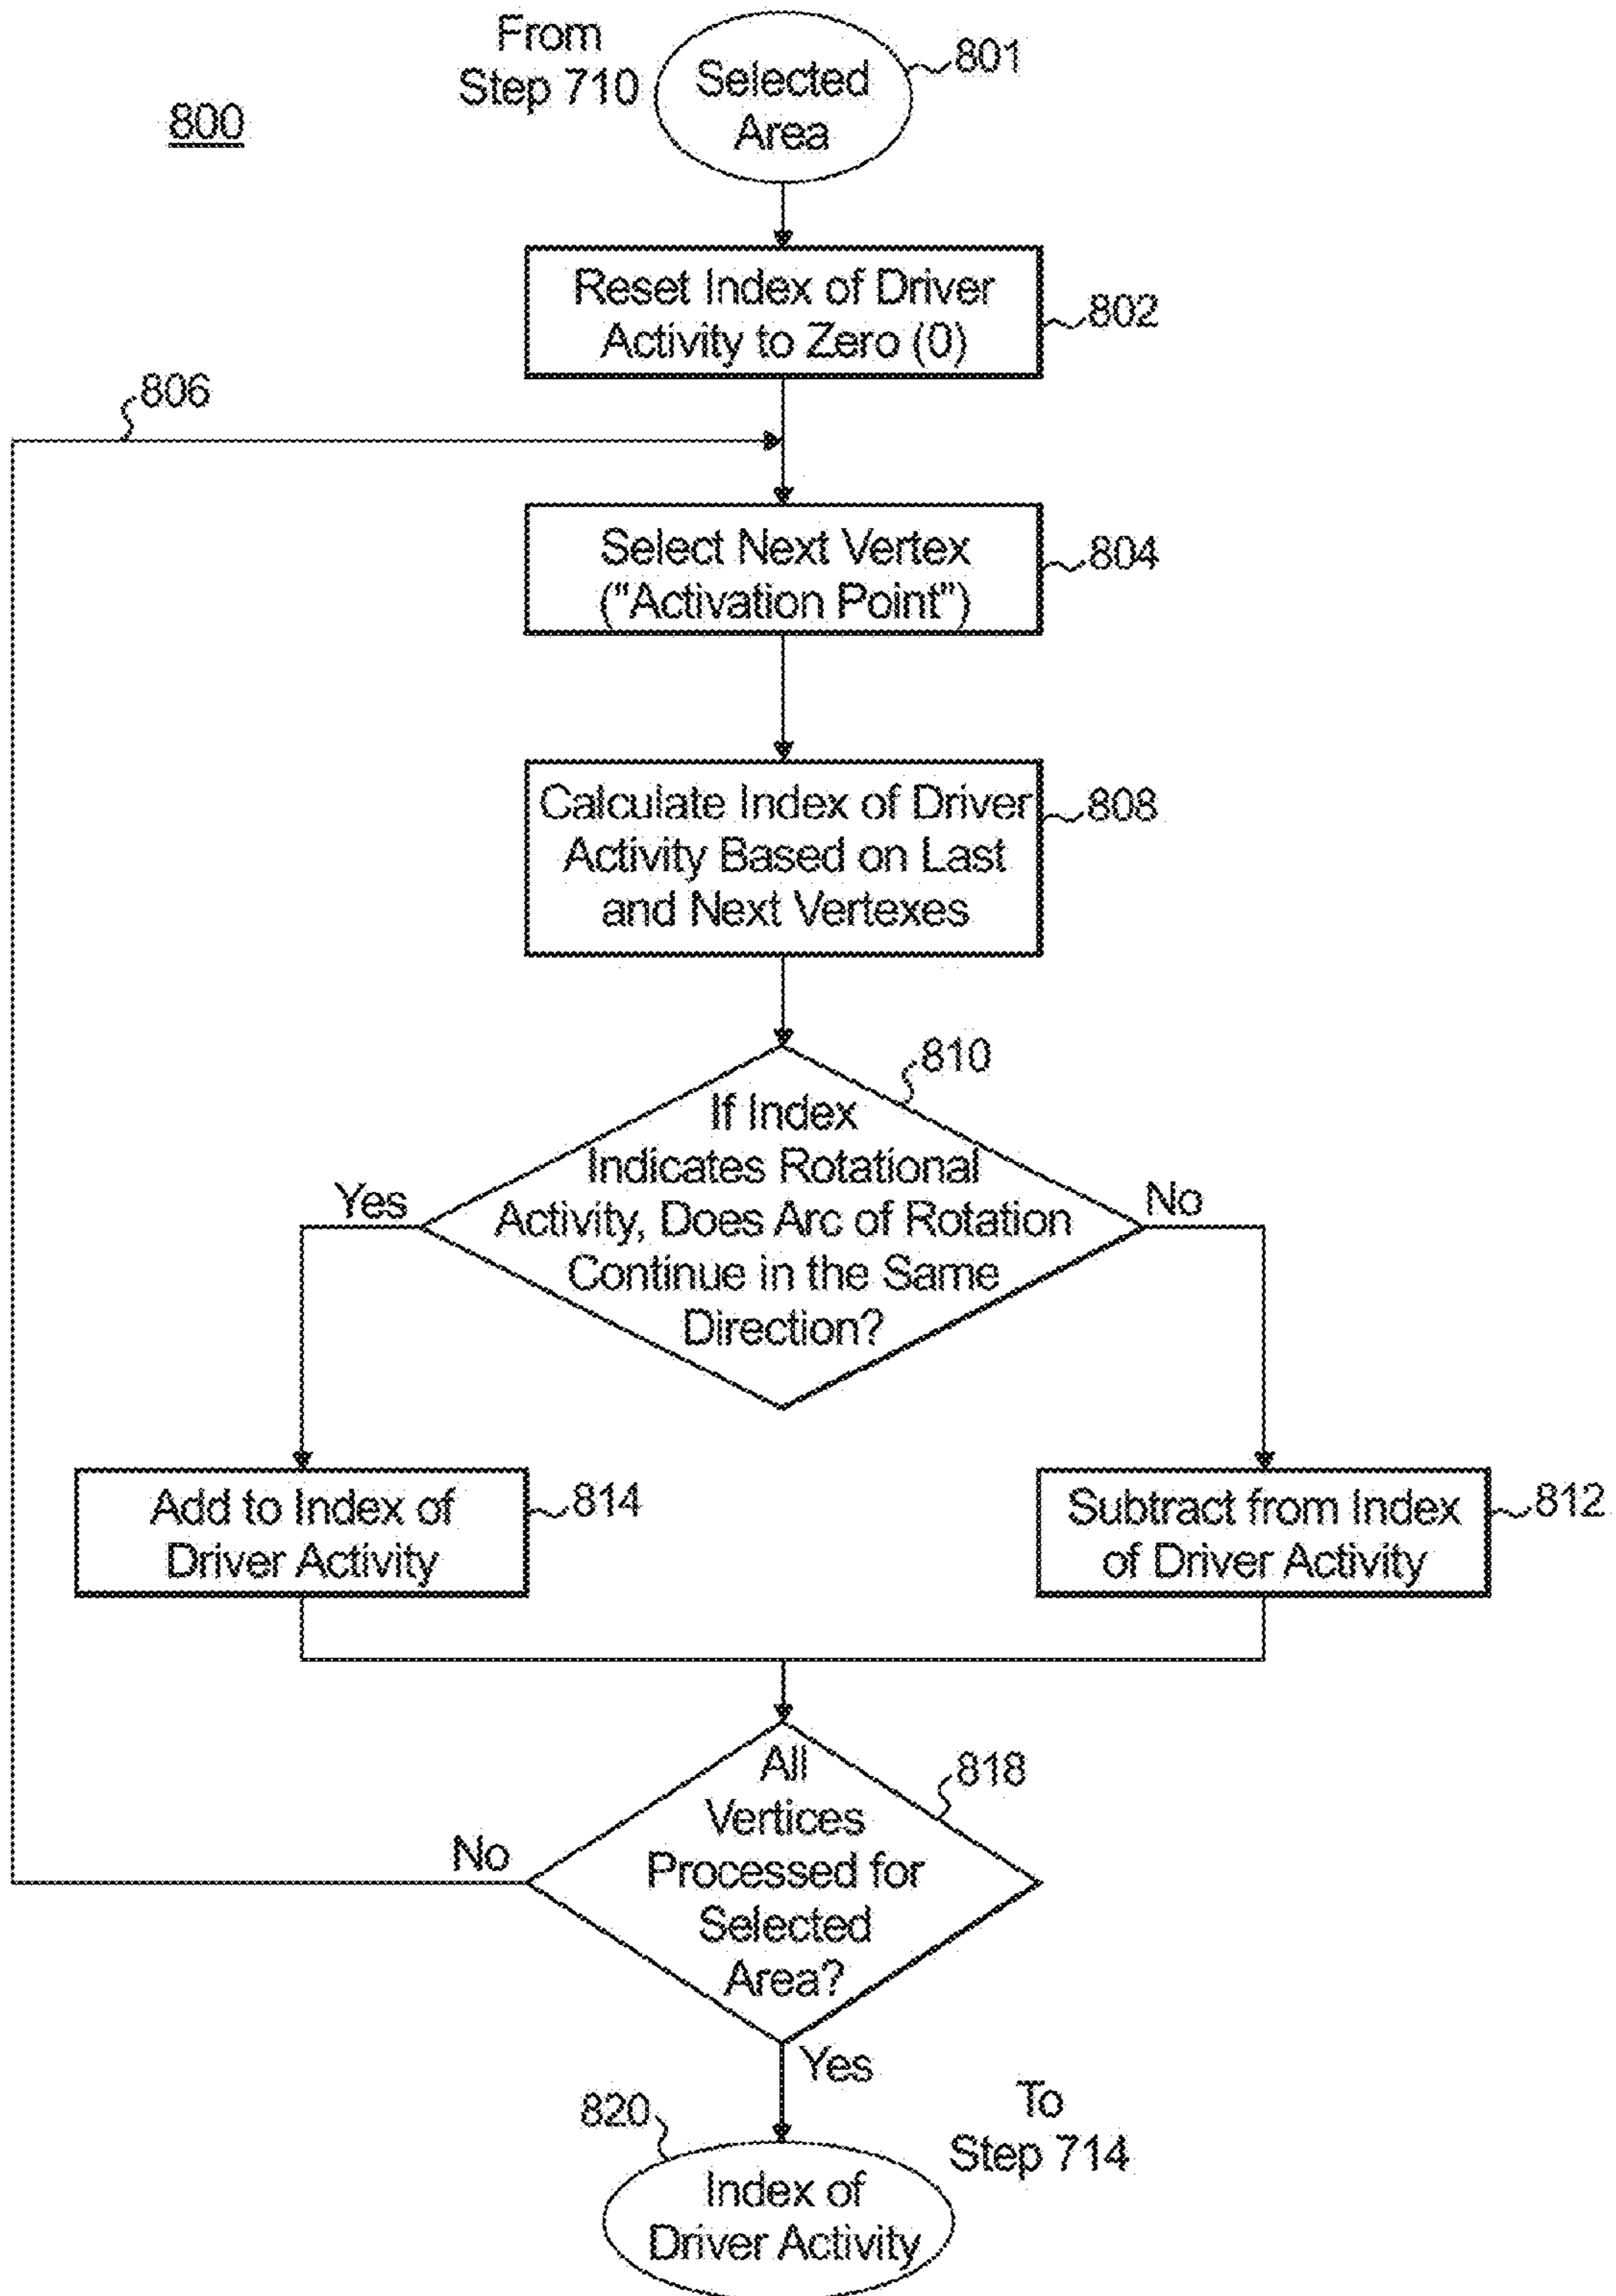 From
Step 710
Selected
Area
801
800
Reset Index of Driver
Activity to Zero (0)
802
806
Select Next Vertex
("Activation Point")
804
Calculate Index of Driver
Activity Based on Last
and Next Vertexes
808
810
If Index
Indicates Rotational
Activity, Does Arc of Rotation
Continue in the Same
Direction?
Yes
No
Add to Index of
Driver Activity
814
Subtract from Index
of Driver Activity
812
All
Vertices
Processed for
Selected
Area?
818
No
Yes
820
To
Step 714
Index of
Driver Activity